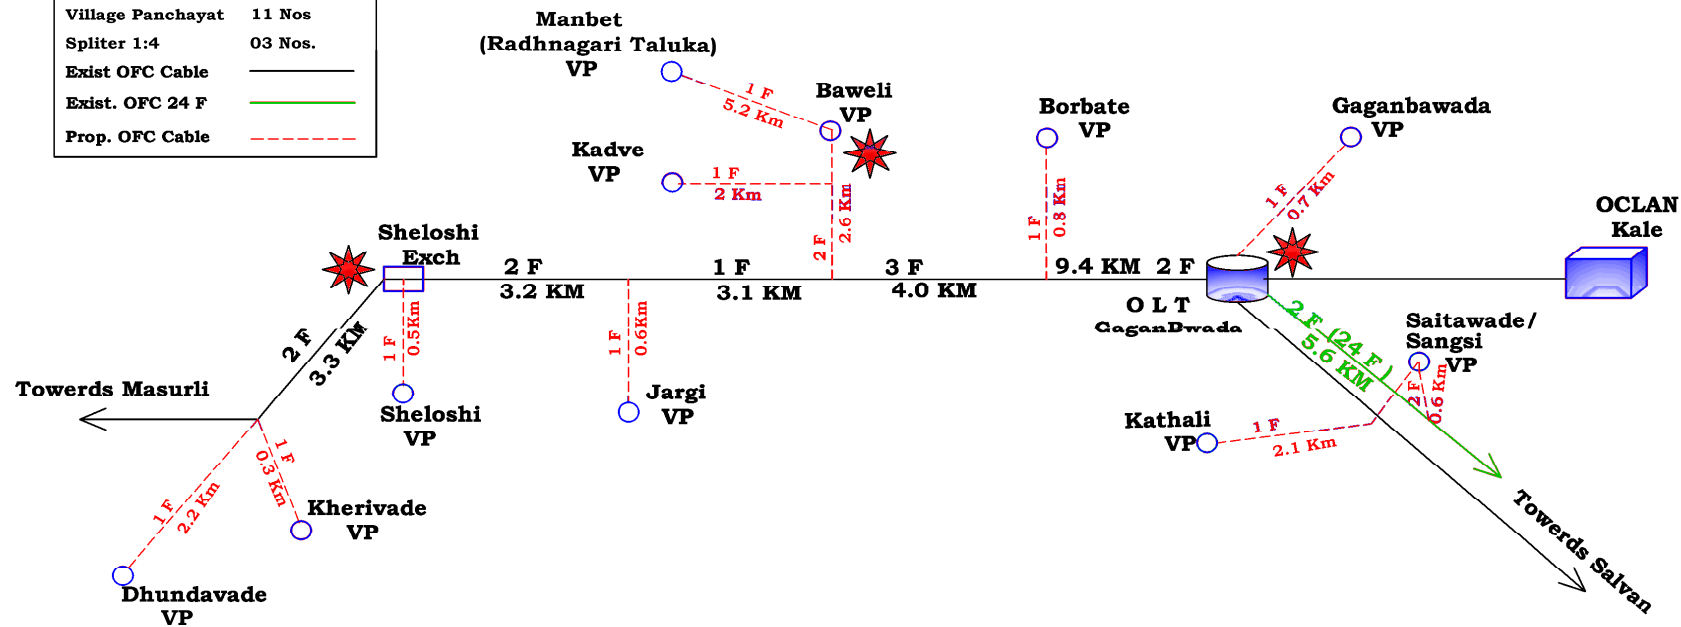 Village Panchayat 11 Nos
Spliter 1:4 03 Nos.
Exist OFC Cable
Exist. OFC 24 F
Prop. OFC Cable
Manbet
(Radhnagari Taluka)
VP
1 F
5.2 Km
Baweli
VP
Kadve
VP
1 F
2 Km
2 F
2.6 Km
Borbate
VP
1 F
0.8 Km
Gaganbawada
VP
1 F
0.7 Km
OCLAN
Kale
Sheloshi
Exch
2 F
3.2 KM
1 F
3.1 KM
3 F
4.0 KM
9.4 KM 2 F
O L T
GaganBwada
2 F (24 F)
5.6 KM
Saitawade/
Sangsi
VP
2 F
0.6 Km
Kathali
VP
1 F
2.1 Km
Towerds Salvan
2 F
3.3 KM
1 F
0.5Km
Sheloshi
VP
1 F
0.6Km
Jargi
VP
Towerds Masurli
1 F
0.3 Km
Kherivade
VP
1 F
2.2 Km
Dhundavade
VP